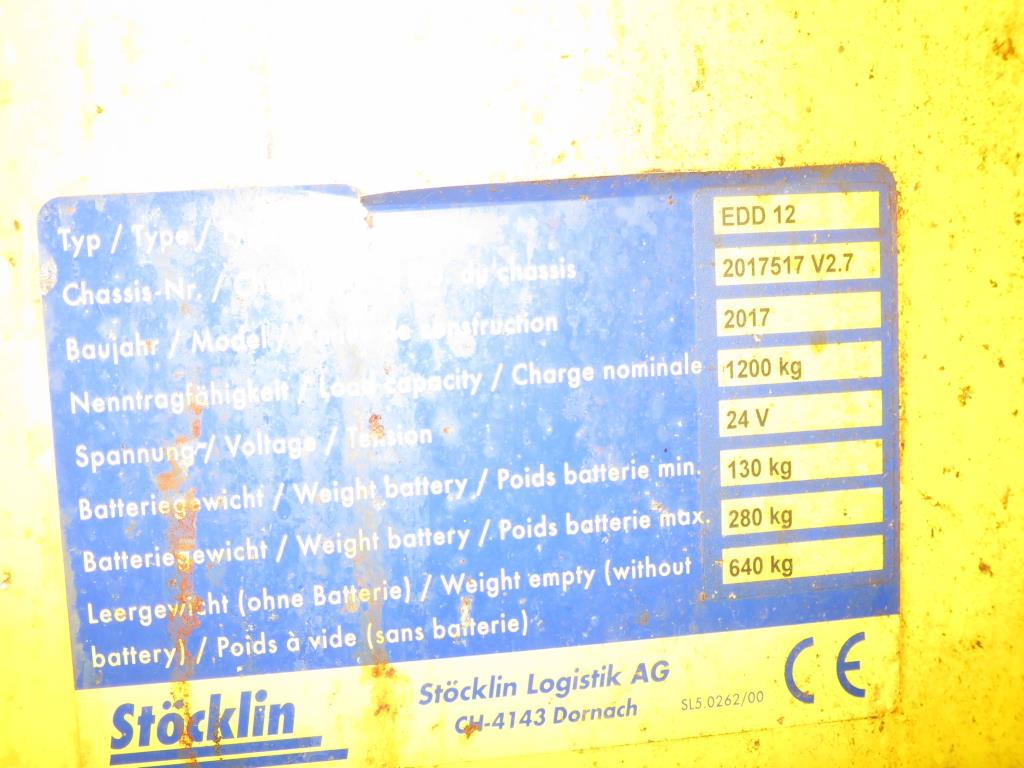 Typ / Type / EDD 12
Chassis-Nr. / du chassis 2017517 V2.7
Baujahr / Model / de construction 2017
Nenntragfähigkeit / Load capacity / Charge nominale 1200 kg
Spannung / Voltage / Tension 24 V
Batteriegewicht / Weight battery / Poids batterie min. 130 kg
Batteriegewicht / Weight battery / Poids batterie max. 280 kg
Leergewicht (ohne Batterie) / Weight empty (without 640 kg
battery) / Poids à vide (sans batterie)
Stöcklin
Stöcklin Logistik AG
CH-4143 Dornach
SL5.0262/00
CE